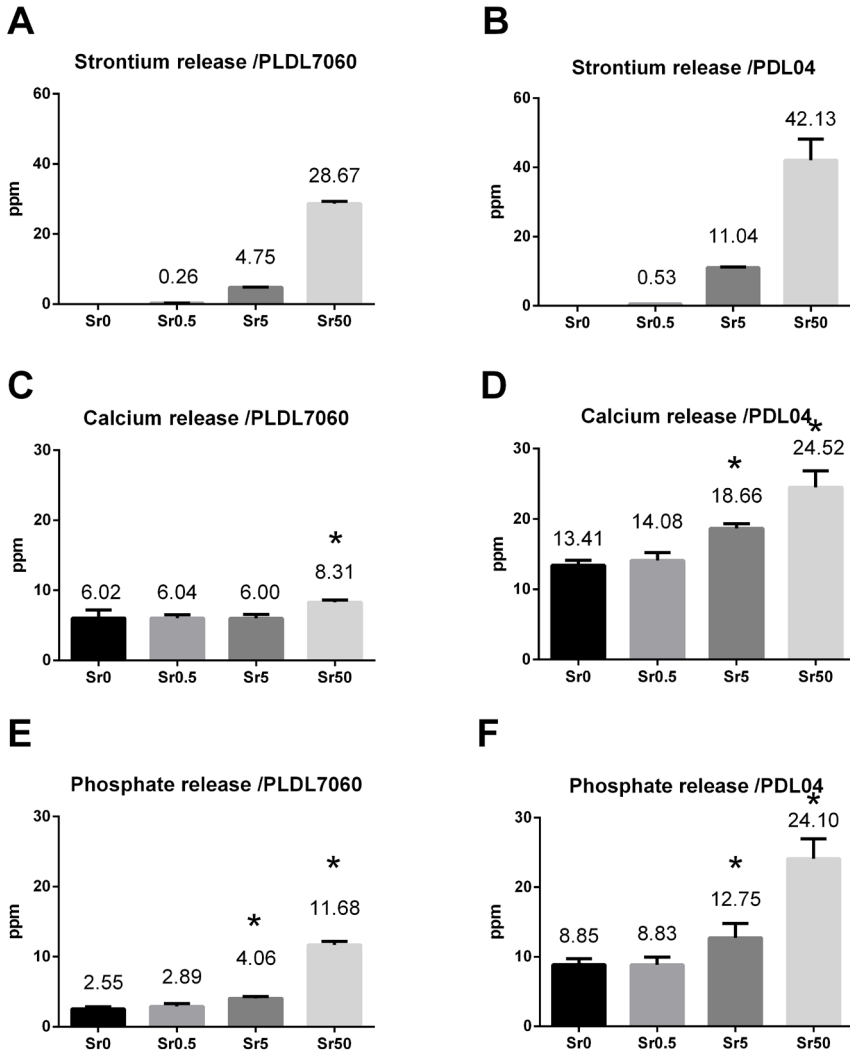 A
Strontium release /PLDL7060
60
40
20
0
ppm
0.26
4.75
28.67
Sr0 Sr0.5 Sr5 Sr50
B
Strontium release /PDL04
60
40
20
0
ppm
0.53
11.04
42.13
Sr0 Sr0.5 Sr5 Sr50
C
Calcium release /PLDL7060
30
20
10
0
ppm
6.02 6.04 6.00
*
8.31
Sr0 Sr0.5 Sr5 Sr50
D
Calcium release /PDL04
30
20
10
0
ppm
13.41
14.08
*
18.66
*
24.52
Sr0 Sr0.5 Sr5 Sr50
E
Phosphate release /PLDL7060
30
20
10
0
ppm
2.55
2.89
*
4.06
*
11.68
Sr0 Sr0.5 Sr5 Sr50
F
Phosphate release /PDL04
30
20
10
0
ppm
8.85
8.83
*
12.75
*
24.10
Sr0 Sr0.5 Sr5 Sr50